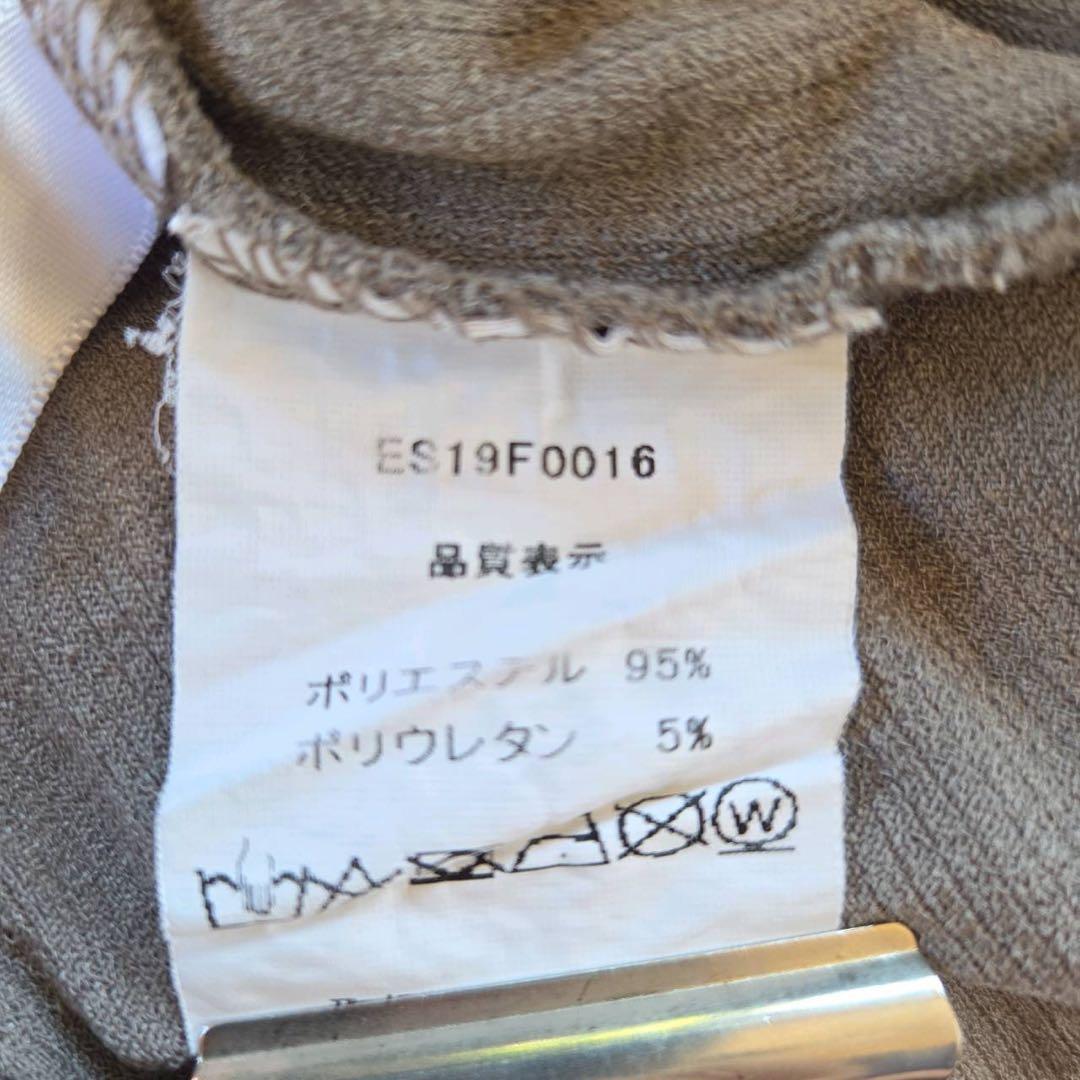 ES19F0016
品質表示
ポリエステル 95%
ポリウレタン 5%
W